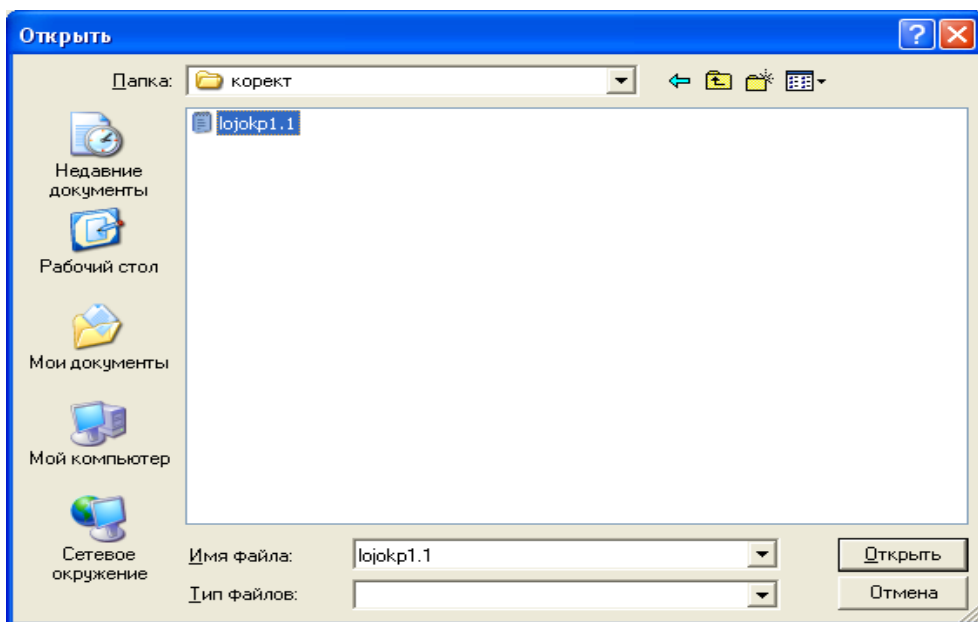 Открыть
Папка: корект
lojokp1.1
Недавние
документы
Рабочий стол
Мои документы
Мой компьютер
Сетевое
окружение
Имя файла: lojokp1.1 Открыть
Тип файлов: Отмена